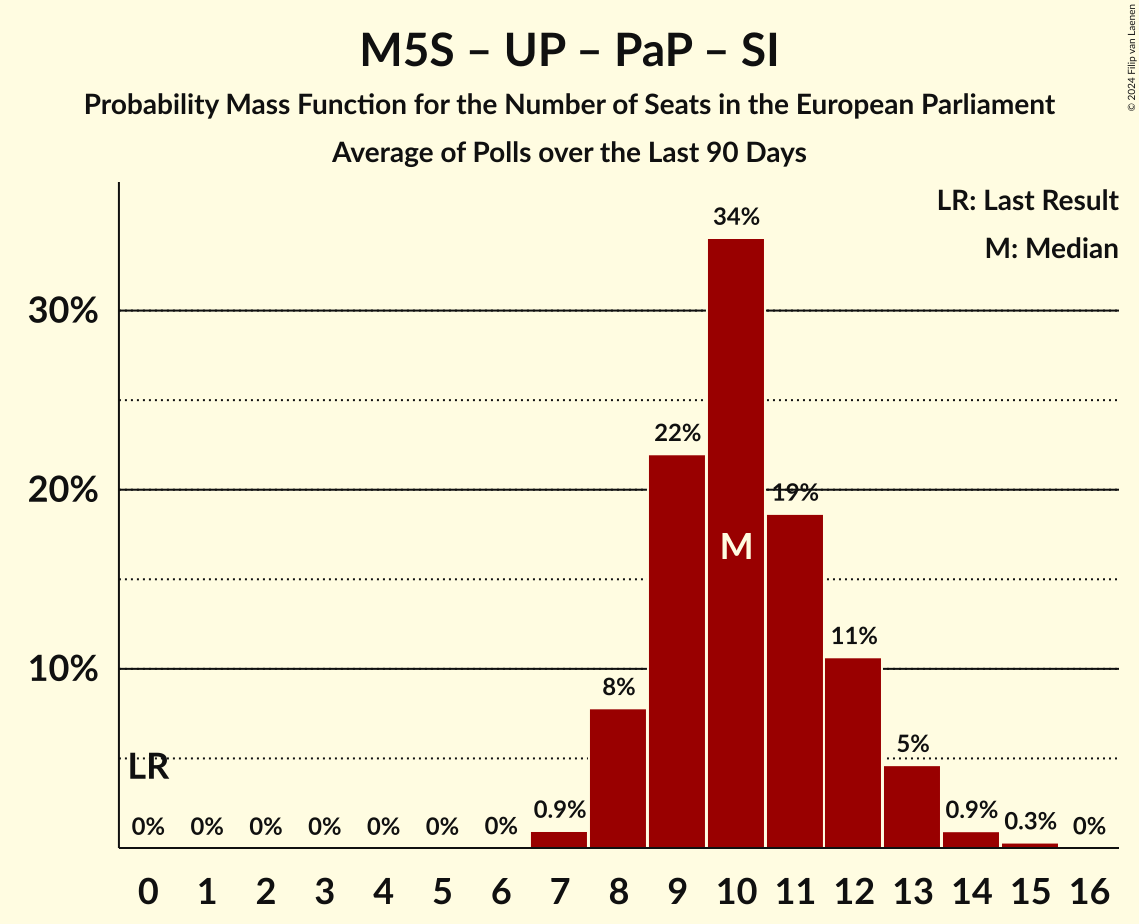 © 2024 Filip van Laenen
M5S – UP – PaP – SI
Probability Mass Function for the Number of Seats in the European Parliament
Average of Polls over the Last 90 Days
LR: Last Result
M: Median
34%
30%
22%
20%
19%
M
11%
10%
8%
5%
LR
0.9%
0.9%
0.3%
0% 0% 0% 0% 0% 0% 0% 0%
0 1 2 3 4 5 6 7 8 9 10 11 12 13 14 15 16